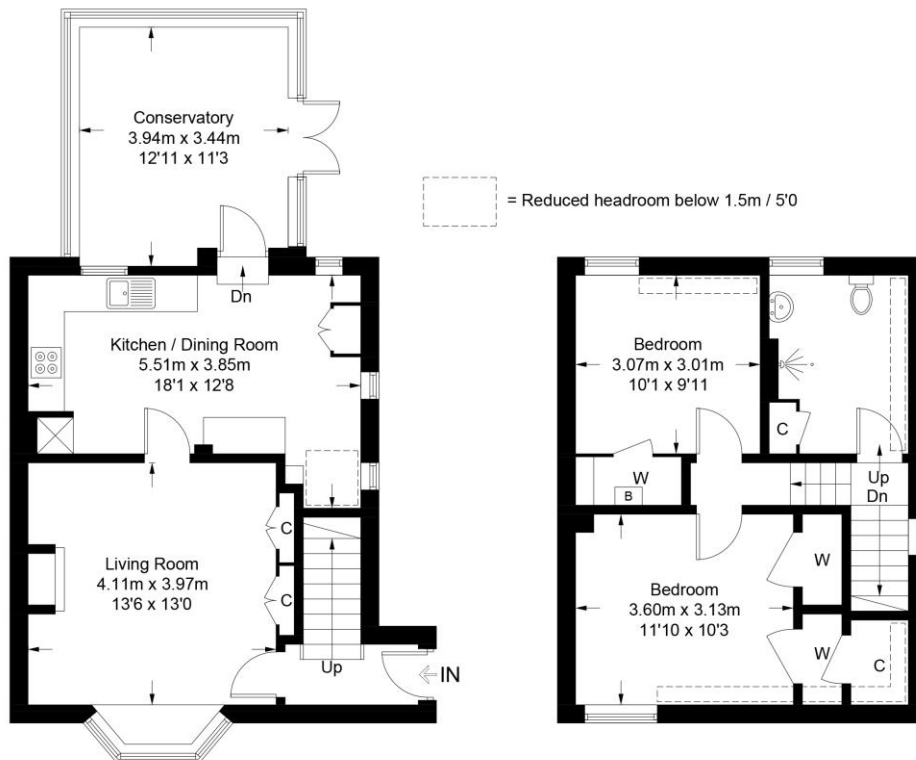 Conservatory
3.94m x 3.44m
12'11 x 11'3
= Reduced headroom below 1.5m / 5'0
Dn
Kitchen / Dining Room
5.51m x 3.85m
18'1 x 12'8
Living Room
4.11m x 3.97m
13'6 x 13'0
C
C
Up
IN
Bedroom
3.07m x 3.01m
10'1 x 9'11
C
W
B
Up
Dn
Bedroom
3.60m x 3.13m
11'10 x 10'3
W
W
C